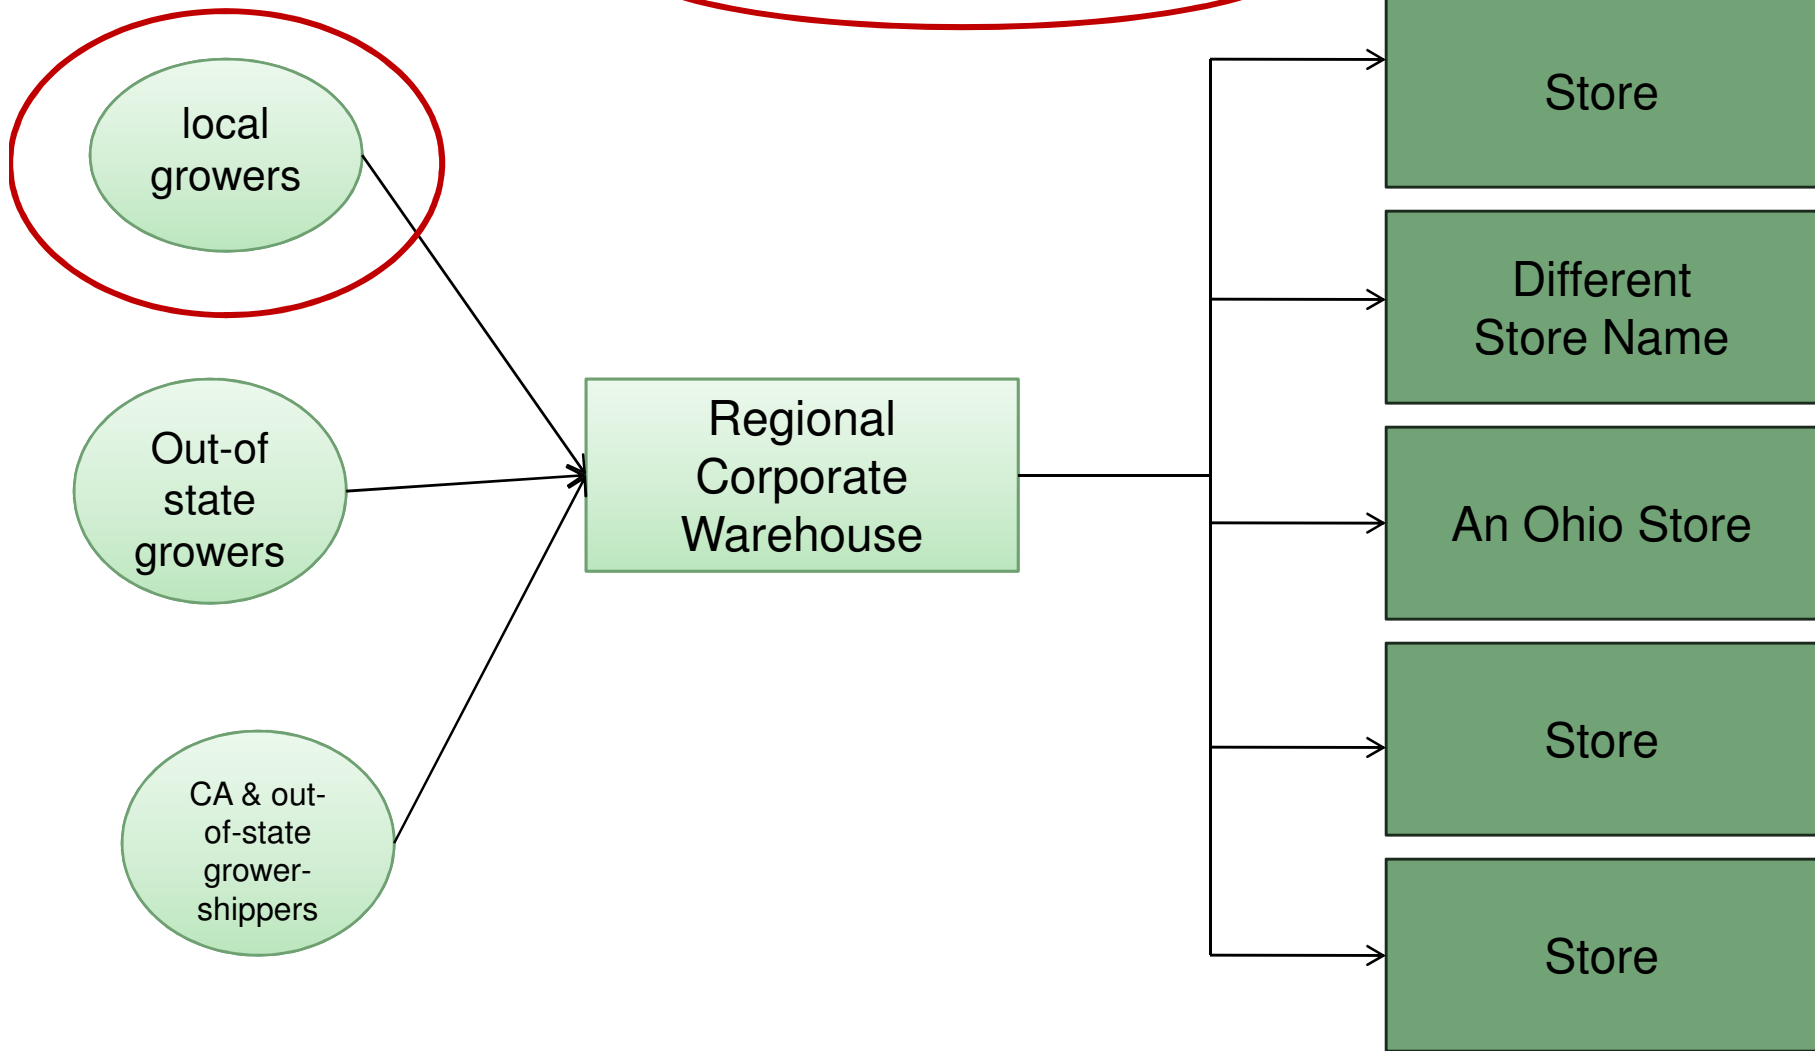 local
growers
Out-of
state
growers
CA & out-
of-state
grower-
shippers
Regional
Corporate
Warehouse
Store
Different
Store Name
An Ohio Store
Store
Store